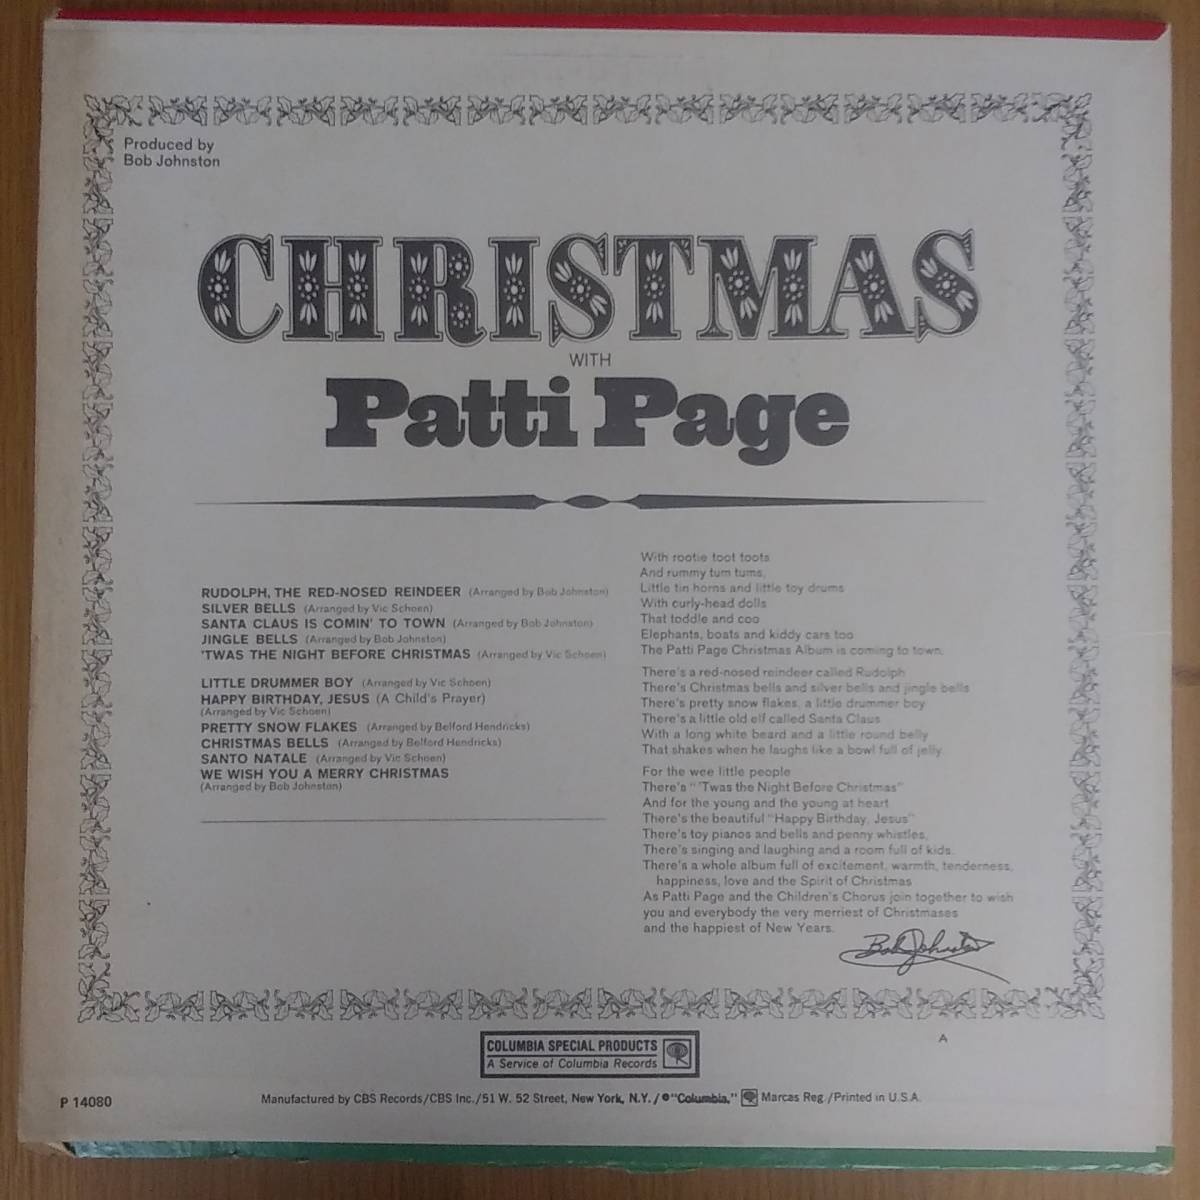 Produced by
Bob Johnston
CHRISTMAS
WITH
Patti Page
RUDOLPH, THE RED-NOSED REINDEER (Arranged by Bob Johnston)
SILVER BELLS (Arranged by Vic Schoen)
SANTA CLAUS IS COMIN' TO TOWN (Arranged by Bob Johnston)
JINGLE BELLS (Arranged by Bob Johnston)
'TWAS THE NIGHT BEFORE CHRISTMAS (Arranged by Vic Schoen)
LITTLE DRUMMER BOY (Arranged by Vic Schoen)
HAPPY BIRTHDAY, JESUS (A Child's Prayer)
(Arranged by Vic Schoen)
PRETTY SNOW FLAKES (Arranged by Belford Hendricks)
CHRISTMAS BELLS (Arranged by Belford Hendricks)
SANTO NATALE (Arranged by Vic Schoen)
WE WISH YOU A MERRY CHRISTMAS
(Arranged by Bob Johnston)
With rootie toot toots
And rummy tum tums,
Little tin horns and little toy drums
With curly-head dolls
That toddle and coo
Elephants, boats and kiddy cars too
The Patti Page Christmas Album is coming to town.
There's a red-nosed reindeer called Rudolph
There's Christmas bells and silver bells and jingle bells
There's pretty snow flakes, a little drummer boy
There's a little old elf called Santa Claus
With a long white beard and a little round belly
That shakes when he laughs like a bowl full of jelly.
For the wee little people
There's "'Twas the Night Before Christmas"
And for the young and the young at heart
There's the beautiful "Happy Birthday, Jesus"
There's toy pianos and bells and penny whistles,
There's singing and laughing and a room full of kids.
There's a whole album full of excitement, warmth, tenderness,
happiness, love and the Spirit of Christmas
As Patti Page and the Children's Chorus join together to wish
you and everybody the very merriest of Christmases
and the happiest of New Years.
Bob Johnston
COLUMBIA SPECIAL PRODUCTS
A Service of Columbia Records
A
P 14080
Manufactured by CBS Records/CBS Inc./51 W. 52 Street, New York, N.Y./℗"Columbia," Marcas Reg./Printed in U.S.A.